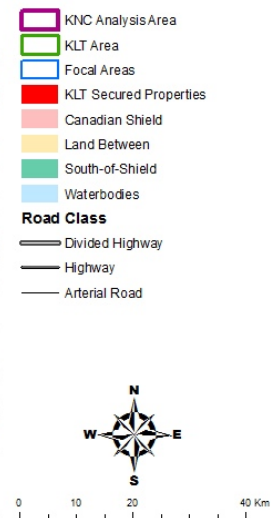 KNC Analysis Area
KLT Area
Focal Areas
KLT Secured Properties
Canadian Shield
Land Between
South-of-Shield
Waterbodies
Road Class
Divided Highway
Highway
Arterial Road
N
W E
S
0 10 20 40 Km